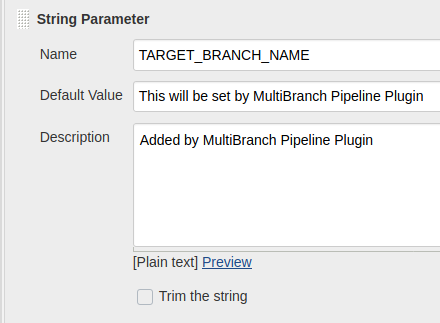 String Parameter
Name TARGET_BRANCH_NAME
Default Value This will be set by MultiBranch Pipeline Plugin
Description Added by MultiBranch Pipeline Plugin
[Plain text] Preview
Trim the string